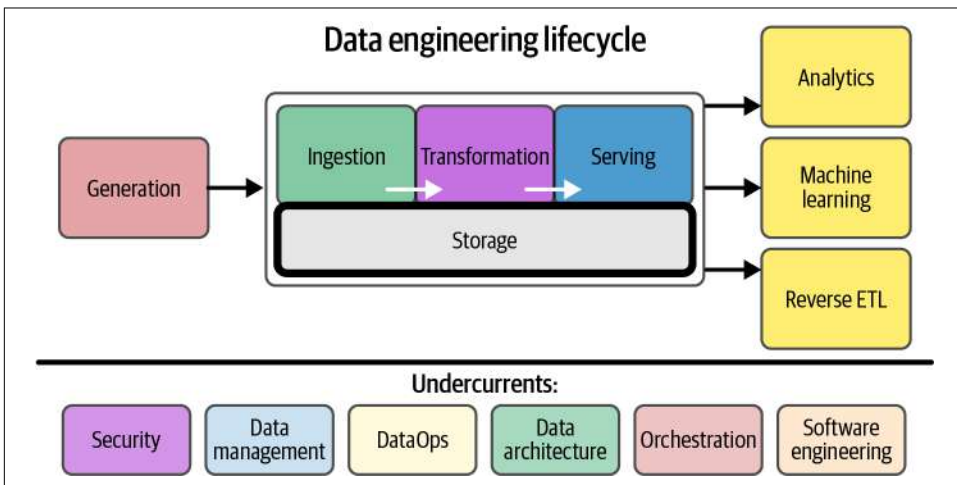 Data engineering lifecycle
Generation
Ingestion
Transformation
Serving
Storage
Analytics
Machine
learning
Reverse ETL
Undercurrents:
Security
Data
management
DataOps
Data
architecture
Orchestration
Software
engineering